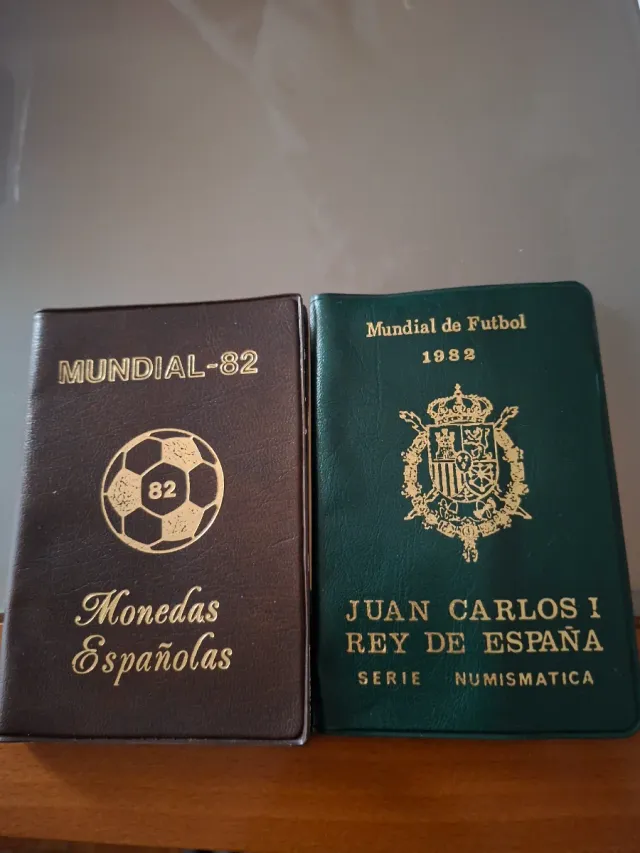 MUNDIAL-82
82
Monedas
Españolas
Mundial de Futbol
1982
JUAN CARLOS I
REY DE ESPAÑA
SERIE NUMISMATICA